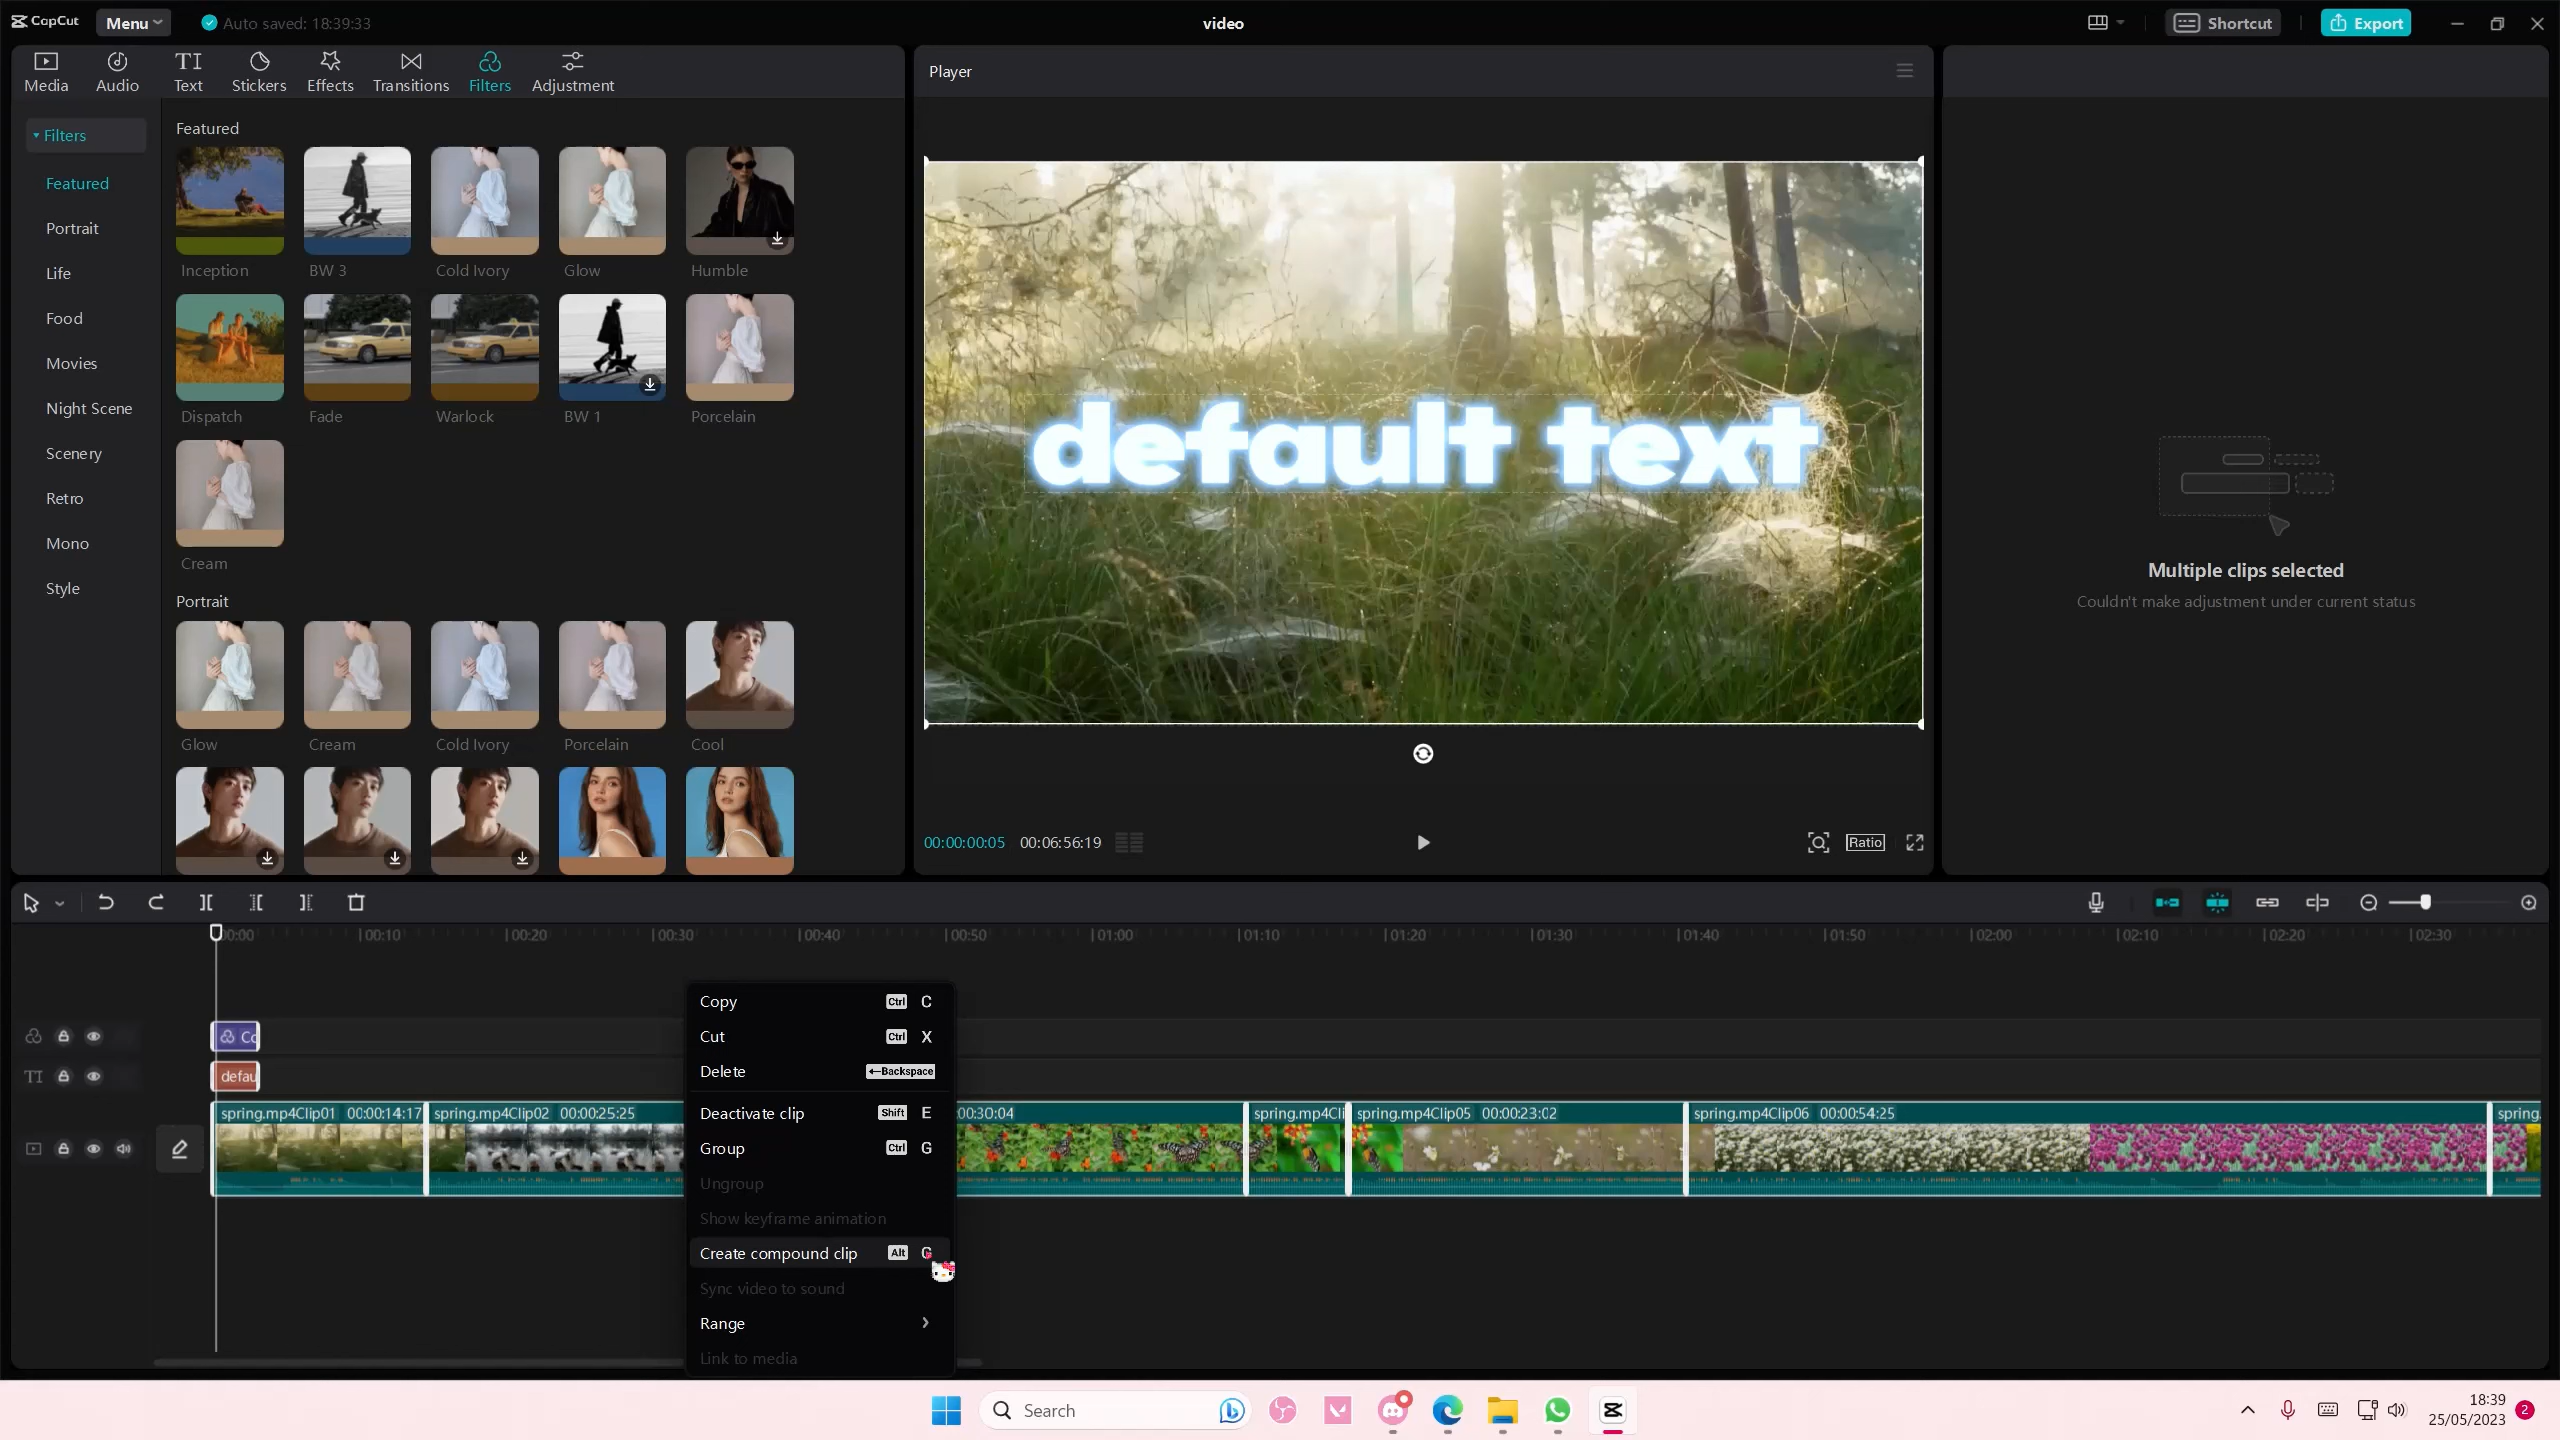 CapCut
Menu
Auto saved: 18:39:33
video
Shortcut
Export
Media
Audio
TI
Text
Stickers
Effects
Transitions
Filters
Adjustment
Player
Filters
Featured
Portrait
Life
Food
Movies
Night Scene
Scenery
Retro
Mono
Style
Featured
Inception
BW 3
Cold Ivory
Glow
Humble
Dispatch
Fade
Warlock
BW 1
Porcelain
Cream
Portrait
Glow
Cream
Cold Ivory
Porcelain
Cool
default text
Multiple clips selected
Couldn't make adjustment under current status
00:00:00:05
00:06:56:19
Ratio
00:00
00:10
00:20
00:30
00:40
00:50
01:00
01:10
01:20
01:30
01:40
01:50
02:00
02:10
02:20
02:30
Copy Ctrl C
Cut Ctrl X
Delete Backspace
Deactivate clip Shift E
Group Ctrl G
Ungroup
Show keyframe animation
Create compound clip Alt G
Sync video to sound
Range
Link to media
Co
TI
defau
spring.mp4Clip01 00:00:14:17
spring.mp4Clip02 00:00:25:25
00:30:04
spring.mp4Cli
spring.mp4Clip05 00:00:23:02
spring.mp4Clip06 00:00:54:25
spring.
Search
18:39
25/05/2023
2